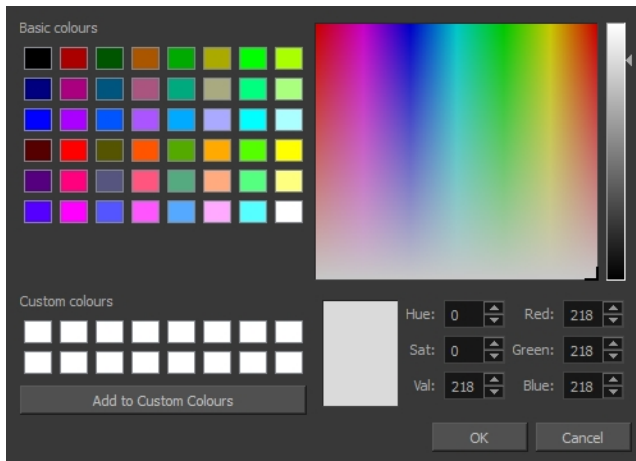 Basic colours
Custom colours
Hue: 0 Red: 218
Sat: 0 Green: 218
Val: 218 Blue: 218
Add to Custom Colours
OK Cancel